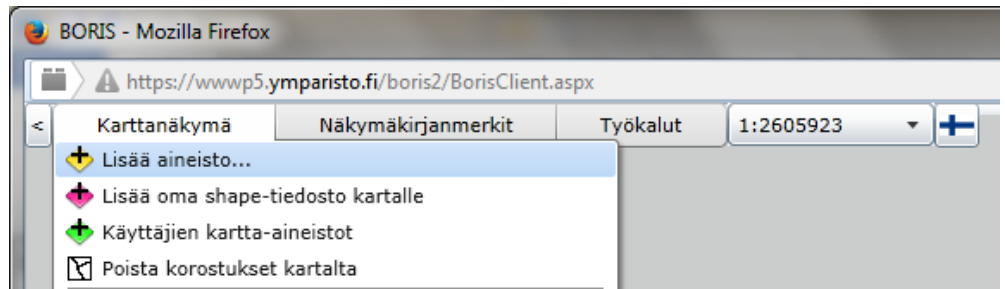 BORIS - Mozilla Firefox
https://wwwp5.ymparisto.fi/boris2/BorisClient.aspx
< Karttanäkymä Näkymäkirjanmerkit Työkalut 1:2605923
Lisää aineisto...
Lisää oma shape-tiedosto kartalle
Käyttäjien kartta-aineistot
Poista korostukset kartalta